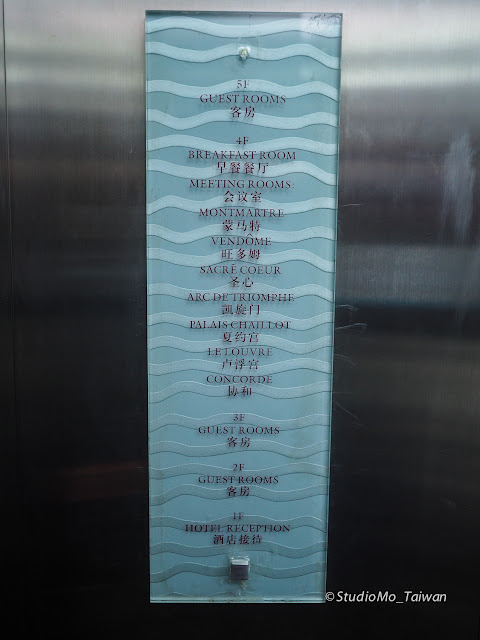 5F
GUEST ROOMS
客房
4F
BREAKFAST ROOM
早餐餐厅
MEETING ROOMS:
会议室
MONTMARTRE
蒙马特
VENDÔME
旺多姆
SACRÉ COEUR
圣心
ARC DE TRIOMPHE
凯旋门
PALAIS CHAILLOT
夏约宫
LE LOUVRE
卢浮宫
CONCORDE
协和
3F
GUEST ROOMS
客房
2F
GUEST ROOMS
客房
1F
HOTEL RECEPTION
酒店接待
©StudioMo_Taiwan